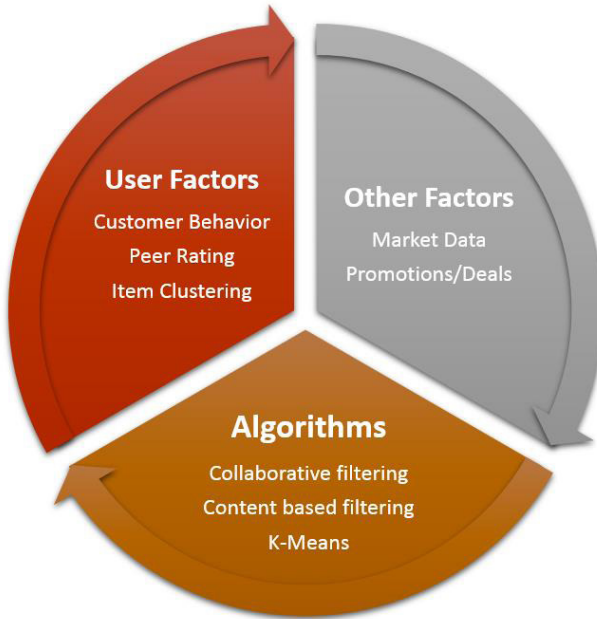 User Factors
Customer Behavior
Peer Rating
Item Clustering
Other Factors
Market Data
Promotions/Deals
Algorithms
Collaborative filtering
Content based filtering
K-Means